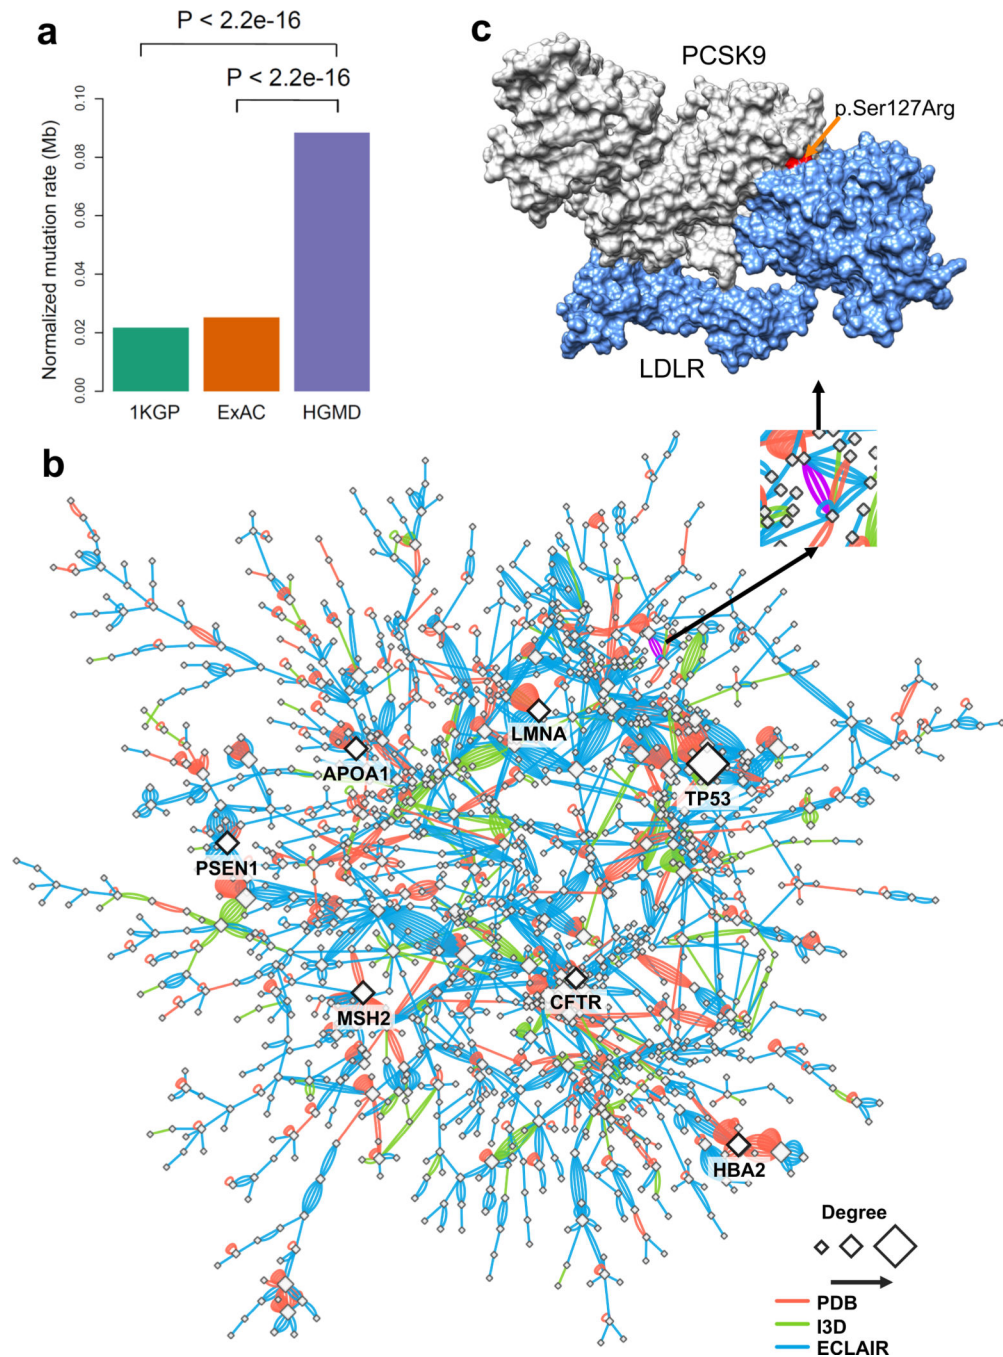 a
P < 2.2e-16
P < 2.2e-16
Normalized mutation rate (Mb)
0.10
0.08
0.06
0.04
0.02
0.00
1KGP ExAC HGMD
c
PCSK9
p.Ser127Arg
LDLR
b
LMNA
APOA1
TP53
PSEN1
CFTR
MSH2
HBA2
Degree
PDB
I3D
ECLAIR